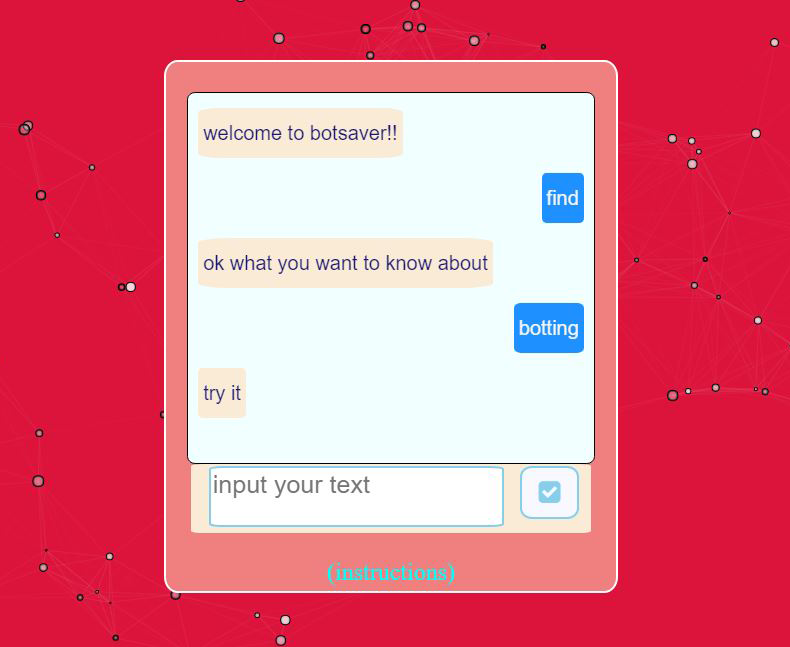 welcome to botsaver!!
find
ok what you want to know about
botting
try it
input your text
(instructions)